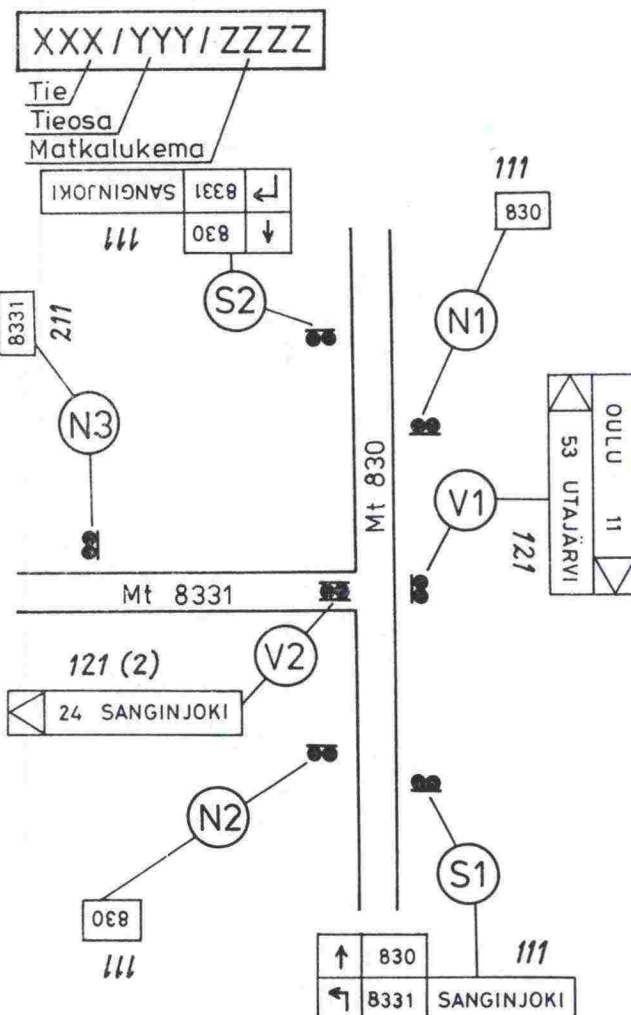 XXX/YYY/ZZZZ
Tie
Tieosa
Matkalukema
SANGINJOKI 8331
830
111
S2
111
830
N1
8331
211
N3
Mt 830
V1
OULU 11
53 UTAJÄRVI
121
Mt 8331
V2
121 (2)
24 SANGINJOKI
N2
830
111
S1
111
830
8331 SANGINJOKI